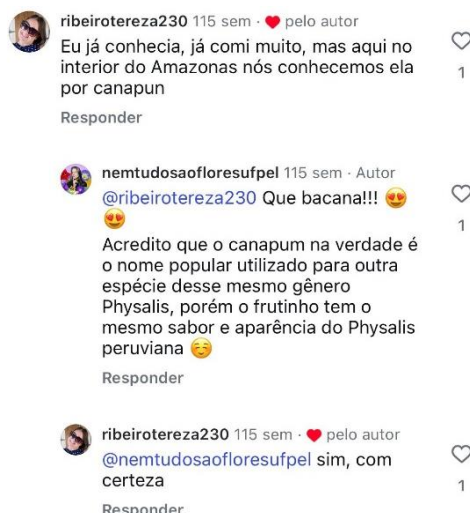 ribeirotereza230 115 sem · ❤️ pelo autor
Eu já conhecia, já comi muito, mas aqui no
interior do Amazonas nós conhecemos ela
por canapun
1
Responder
nemtudosaofloresufpel 115 sem · Autor
@ribeirotereza230 Que bacana!!! 😍
😍
1
Acredito que o canapum na verdade é
o nome popular utilizado para outra
espécie desse mesmo gênero
Physalis, porém o frutinho tem o
mesmo sabor e aparência do Physalis
peruviana ☺️
Responder
ribeirotereza230 115 sem · ❤️ pelo autor
@nemtudosaofloresufpel sim, com
certeza
1
Responder